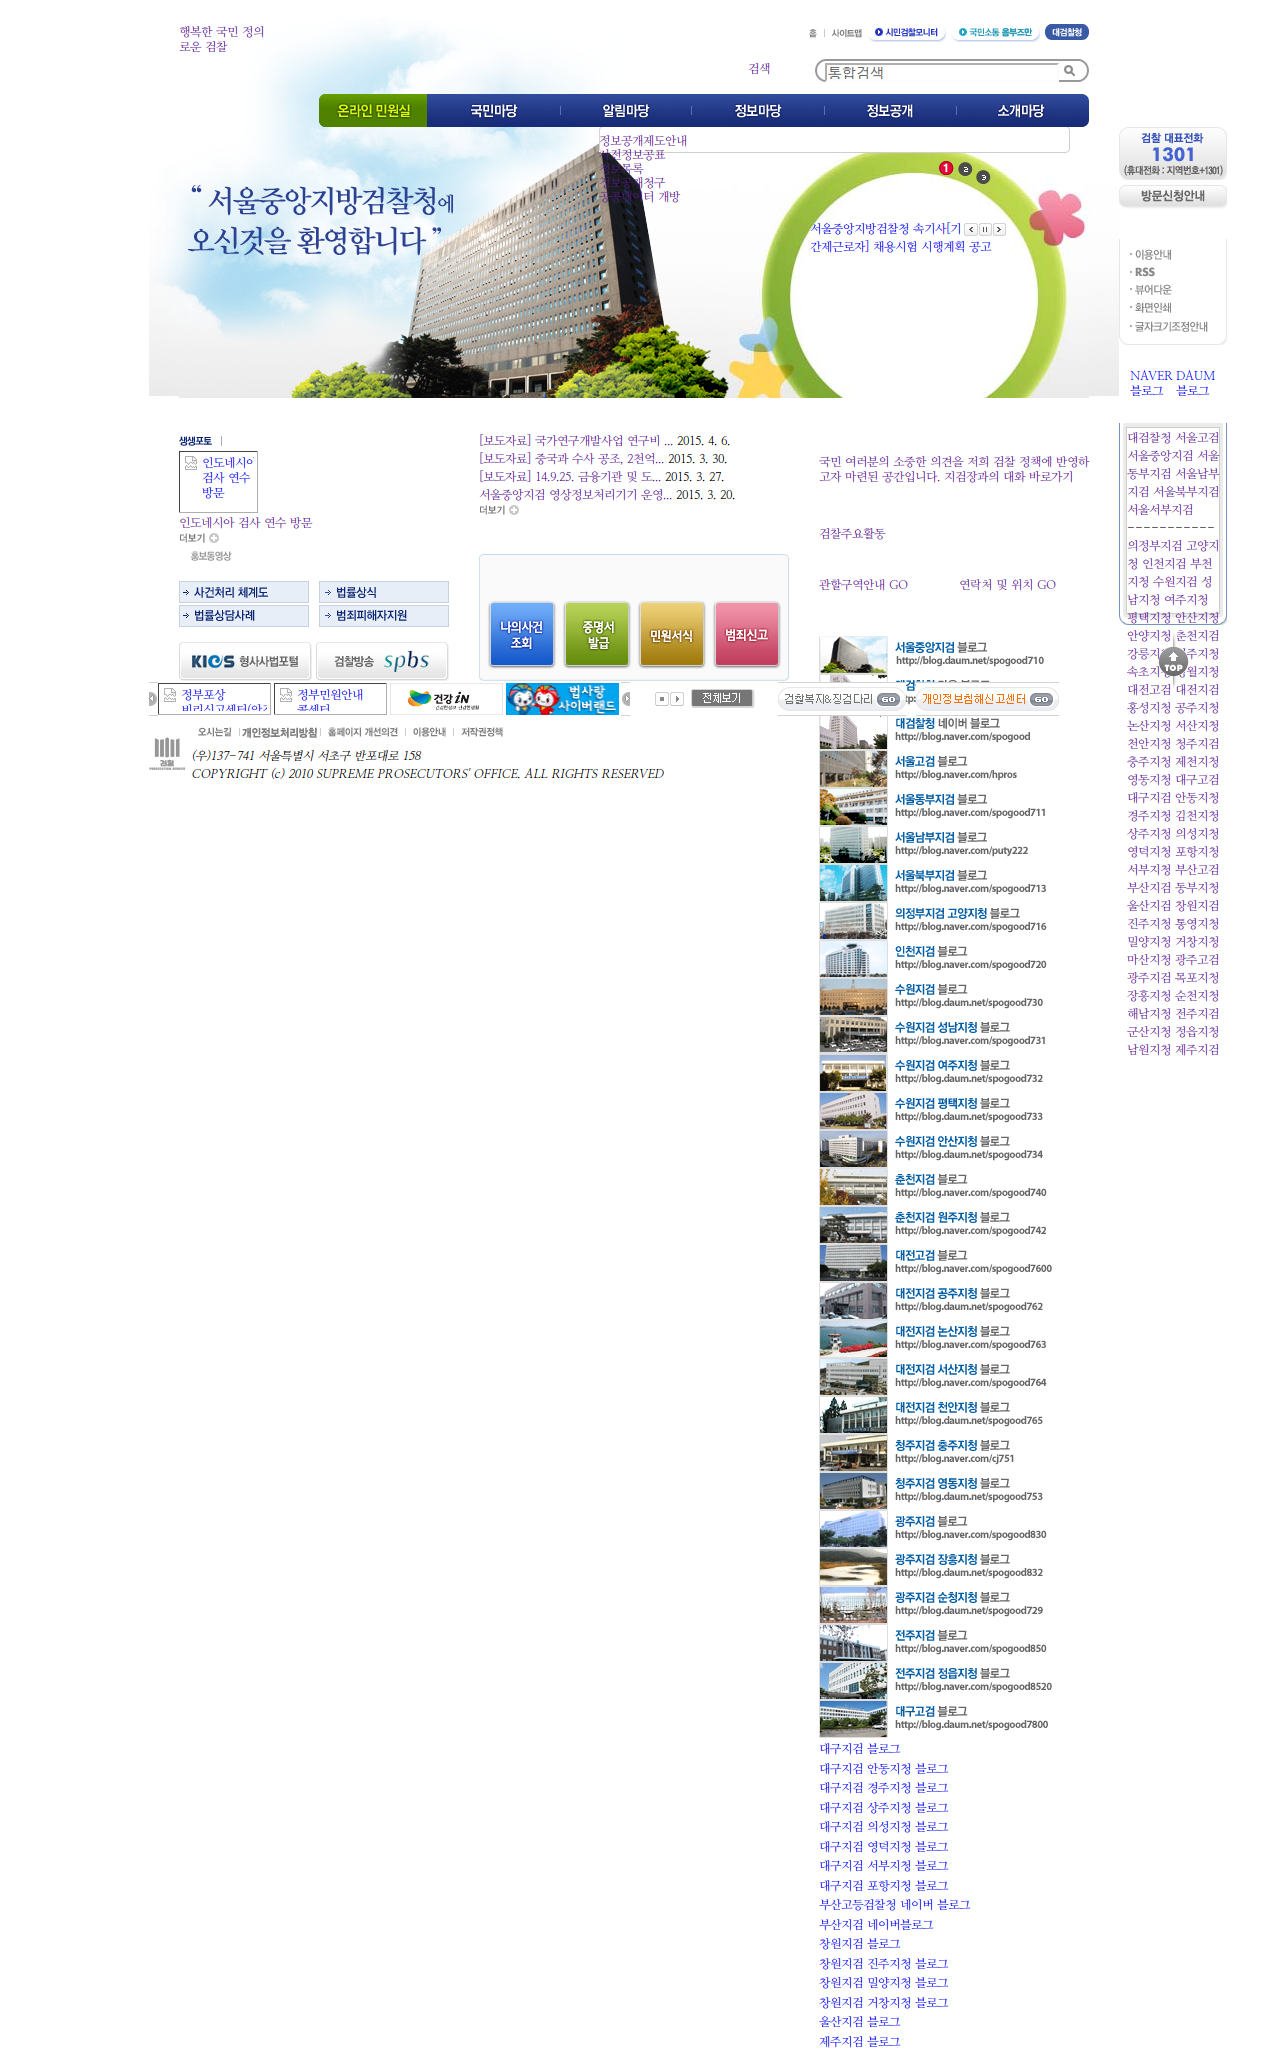 행복한 국민 정의
로운 검찰
홈
사이트맵
시민검찰모니터
국민소통 옴부즈만
대검찰청
검색
통합검색
온라인 민원실
국민마당
알림마당
정보마당
정보공개
소개마당
정보공개제도안내
사전정보공표
개방
“ 서울중앙지방검찰청에
오신것을 환영합니다 ”
1
2
3
서울중앙지방검찰청 속기사[기
간제근로자] 채용시험 시행계획 공고
검찰 대표전화
1301
(휴대전화 : 지역번호+1301)
방문신청안내
이용안내
RSS
뷰어다운
화면인쇄
글자크기조정안내
NAVER DAUM
블로그 블로그
생생포토
인도네시아
검사 연수
방문
인도네시아 검사 연수 방문
더보기
홍보동영상
[보도자료] 국가연구개발사업 연구비 ... 2015. 4. 6.
[보도자료] 중국과 수사 공조, 2천억... 2015. 3. 30.
[보도자료] 14.9.25. 금융기관 및 도... 2015. 3. 27.
서울중앙지검 영상정보처리기기 운영... 2015. 3. 20.
더보기
국민 여러분의 소중한 의견을 저희 검찰 정책에 반영하
고자 마련된 공간입니다. 지검장과의 대화 바로가기
검찰주요활동
관할구역안내 GO
연락처 및 위치 GO
사건처리 체계도
법률상식
법률상담사례
범죄피해자지원
KICS 형사사법포털
검찰방송 spbs
나의사건
조회
증명서
발급
민원서식
범죄신고
대검찰청 서울고검
서울중앙지검 서울
동부지검 서울남부
지검 서울북부지검
서울서부지검
-----------
의정부지검 고양지
청 인천지검 부천
지청 수원지검 성
남지청 여주지청
평택지청 안산지청
안양지청 춘천지검
강릉지청 원주지청
속초지청 영월지청
TOP
대전고검 대전지검
홍성지청 공주지청
논산지청 서산지청
천안지청 청주지검
충주지청 제천지청
영동지청 대구고검
대구지검 안동지청
경주지청 김천지청
상주지청 의성지청
영덕지청 포항지청
서부지청 부산고검
부산지검 동부지청
울산지검 창원지검
진주지청 통영지청
밀양지청 거창지청
마산지청 광주고검
광주지검 목포지청
장흥지청 순천지청
해남지청 전주지검
군산지청 정읍지청
남원지청 제주지검
정부포상
정부민원안내
콜센터
건강iN
법사랑
사이버랜드
전체보기
검찰복지&징검다리 GO
개인정보침해신고센터 GO
오시는길
개인정보처리방침
홈페이지 개선의견
이용안내
저작권정책
검찰
(우)137-741 서울특별시 서초구 반포대로 158
COPYRIGHT (c) 2010 SUPREME PROSECUTORS' OFFICE. ALL RIGHTS RESERVED
서울중앙지검 블로그
http://blog.daum.net/spogood710
대검찰청 네이버 블로그
http://blog.naver.com/spogood
서울고검 블로그
http://blog.naver.com/hpros
서울동부지검 블로그
http://blog.naver.com/spogood711
서울남부지검 블로그
http://blog.naver.com/puty222
서울북부지검 블로그
http://blog.naver.com/spogood713
의정부지검 고양지청 블로그
http://blog.naver.com/spogood716
인천지검 블로그
http://blog.naver.com/spogood720
수원지검 블로그
http://blog.daum.net/spogood730
수원지검 성남지청 블로그
http://blog.naver.com/spogood731
수원지검 여주지청 블로그
http://blog.daum.net/spogood732
수원지검 평택지청 블로그
http://blog.daum.net/spogood733
수원지검 안산지청 블로그
http://blog.daum.net/spogood734
춘천지검 블로그
http://blog.naver.com/spogood740
춘천지검 원주지청 블로그
http://blog.naver.com/spogood742
대전고검 블로그
http://blog.naver.com/spogood7600
대전지검 공주지청 블로그
http://blog.daum.net/spogood762
대전지검 논산지청 블로그
http://blog.naver.com/spogood763
대전지검 서산지청 블로그
http://blog.naver.com/spogood764
대전지검 천안지청 블로그
http://blog.daum.net/spogood765
청주지검 충주지청 블로그
http://blog.naver.com/cj751
청주지검 영동지청 블로그
http://blog.daum.net/spogood753
광주지검 블로그
http://blog.naver.com/spogood830
광주지검 장흥지청 블로그
http://blog.daum.net/spogood832
광주지검 순청지청 블로그
http://blog.daum.net/spogood729
전주지검 블로그
http://blog.naver.com/spogood850
전주지검 정읍지청 블로그
http://blog.naver.com/spogood8520
대구고검 블로그
http://blog.daum.net/spogood7800
대구지검 블로그
대구지검 안동지청 블로그
대구지검 경주지청 블로그
대구지검 상주지청 블로그
대구지검 의성지청 블로그
대구지검 영덕지청 블로그
대구지검 서부지청 블로그
대구지검 포항지청 블로그
부산고등검찰청 네이버 블로그
부산지검 네이버블로그
창원지검 블로그
창원지검 진주지청 블로그
창원지검 밀양지청 블로그
창원지검 거창지청 블로그
울산지검 블로그
제주지검 블로그